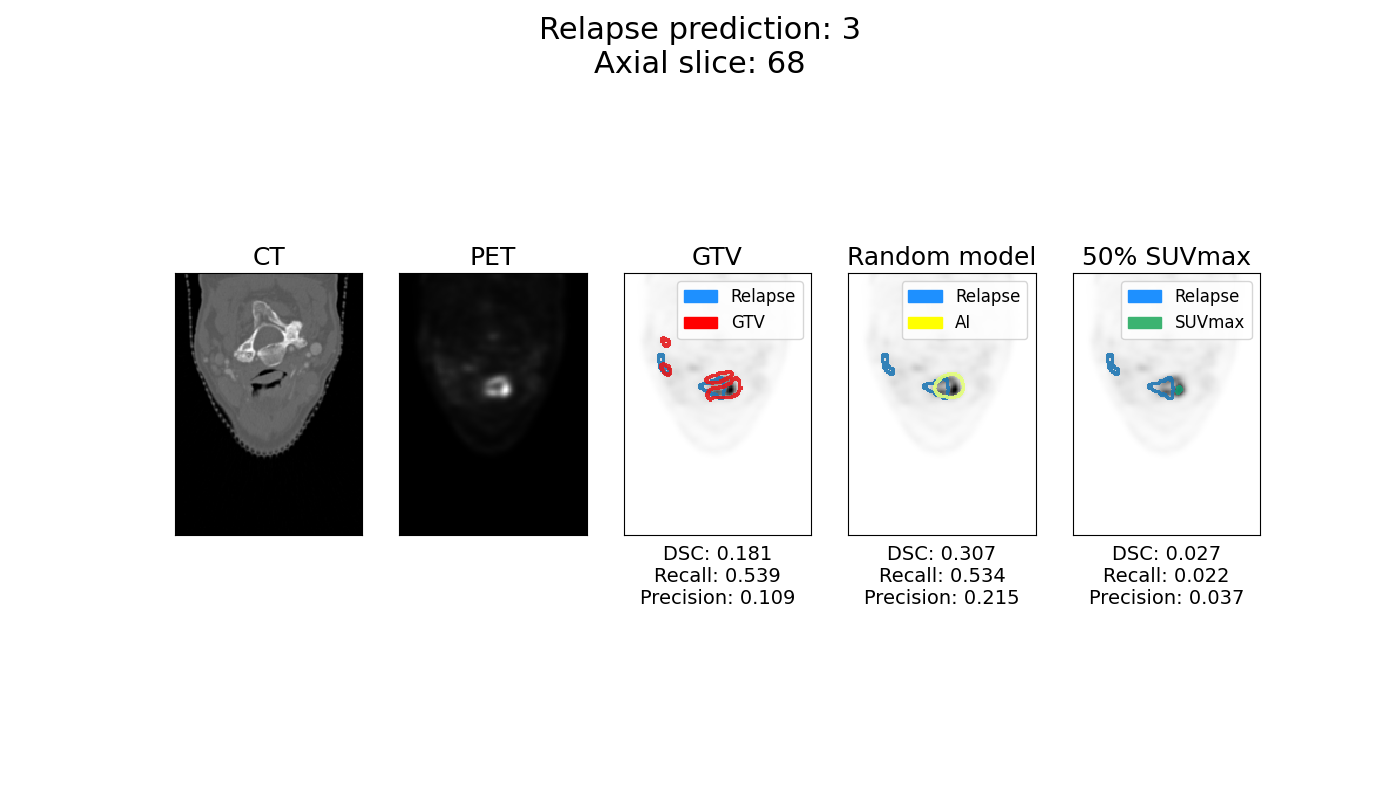 Relapse prediction: 3
Axial slice: 68
CT
PET
GTV
Random model
50% SUVmax
Relapse
GTV
Relapse
AI
Relapse
SUVmax
DSC: 0.181
Recall: 0.539
Precision: 0.109
DSC: 0.307
Recall: 0.534
Precision: 0.215
DSC: 0.027
Recall: 0.022
Precision: 0.037